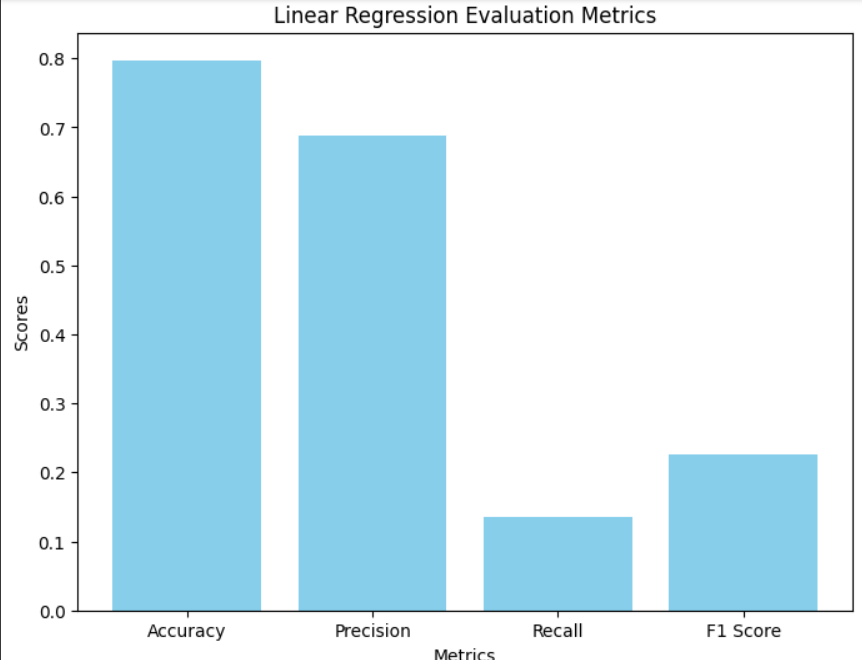 Linear Regression Evaluation Metrics
0.8
0.7
0.6
0.5
0.4
0.3
0.2
0.1
0.0
Scores
Accuracy Precision Recall F1 Score
Metrics